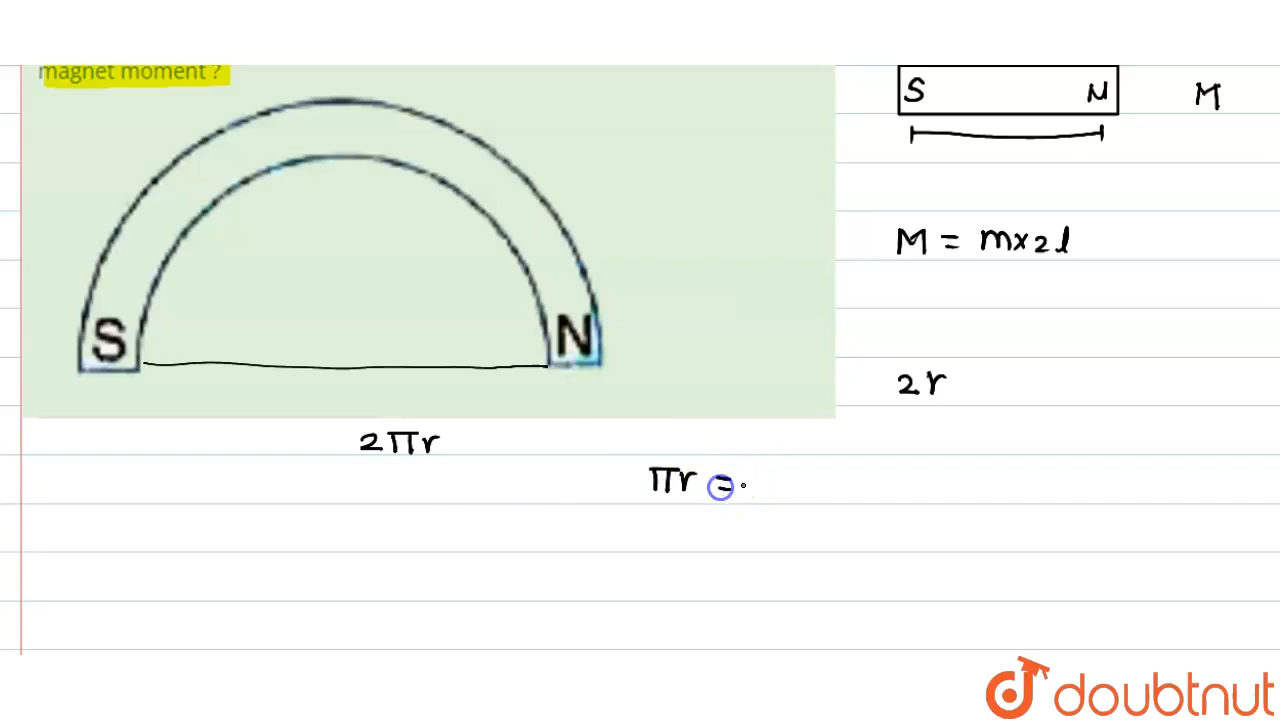 magnet moment ?
S N M
M = m×2l
S N
2r
2πr
πr =
doubtnut